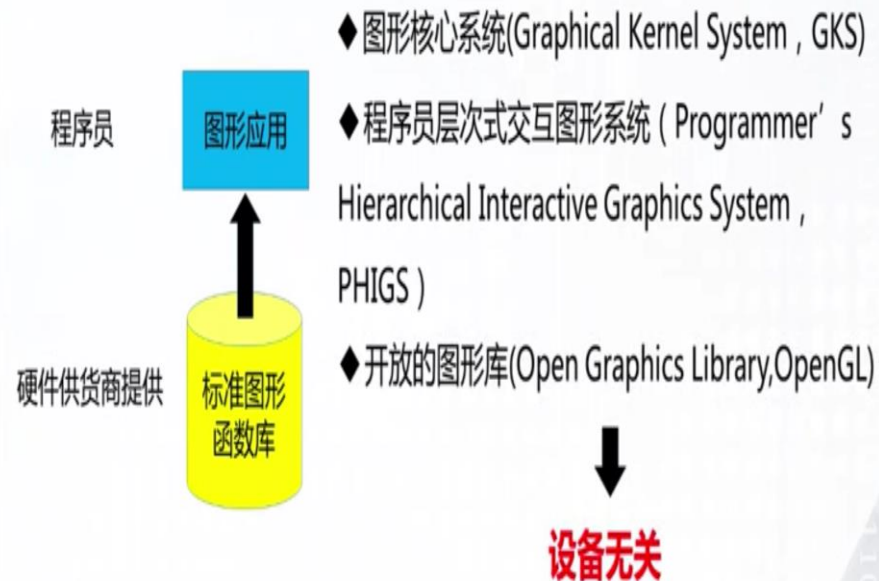 程序员
图形应用
硬件供货商提供
标准图形
函数库
◆图形核心系统(Graphical Kernel System，GKS)
◆程序员层次式交互图形系统（Programmer's
Hierarchical Interactive Graphics System，
PHIGS）
◆开放的图形库(Open Graphics Library,OpenGL)
设备无关